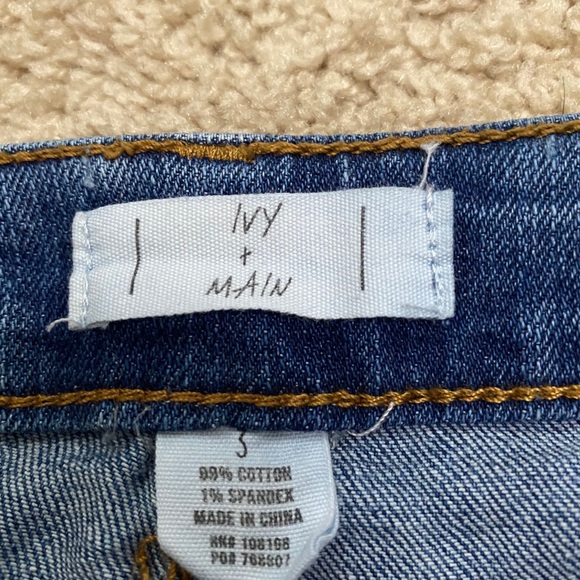 IVY
+
MAIN
3
99% COTTON
1% SPANDEX
MADE IN CHINA
RN# 108168
PO# 768807